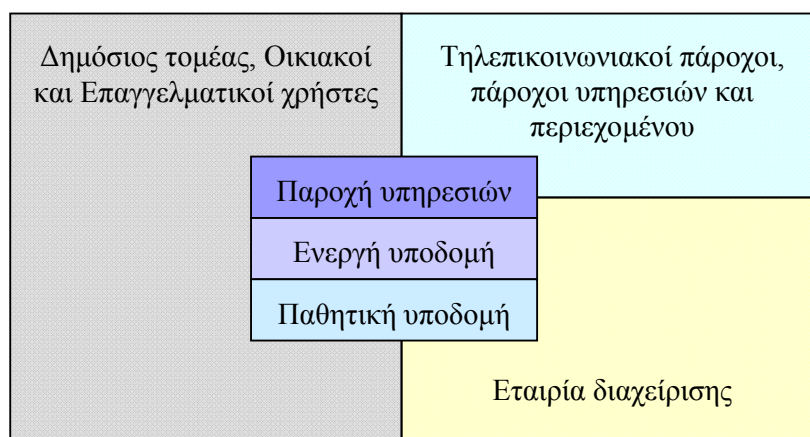 Δημόσιος τομέας, Οικιακοί
και Επαγγελματικοί χρήστες
Τηλεπικοινωνιακοί πάροχοι,
πάροχοι υπηρεσιών και
περιεχομένου
Παροχή υπηρεσιών
Ενεργή υποδομή
Παθητική υποδομή
Εταιρία διαχείρισης